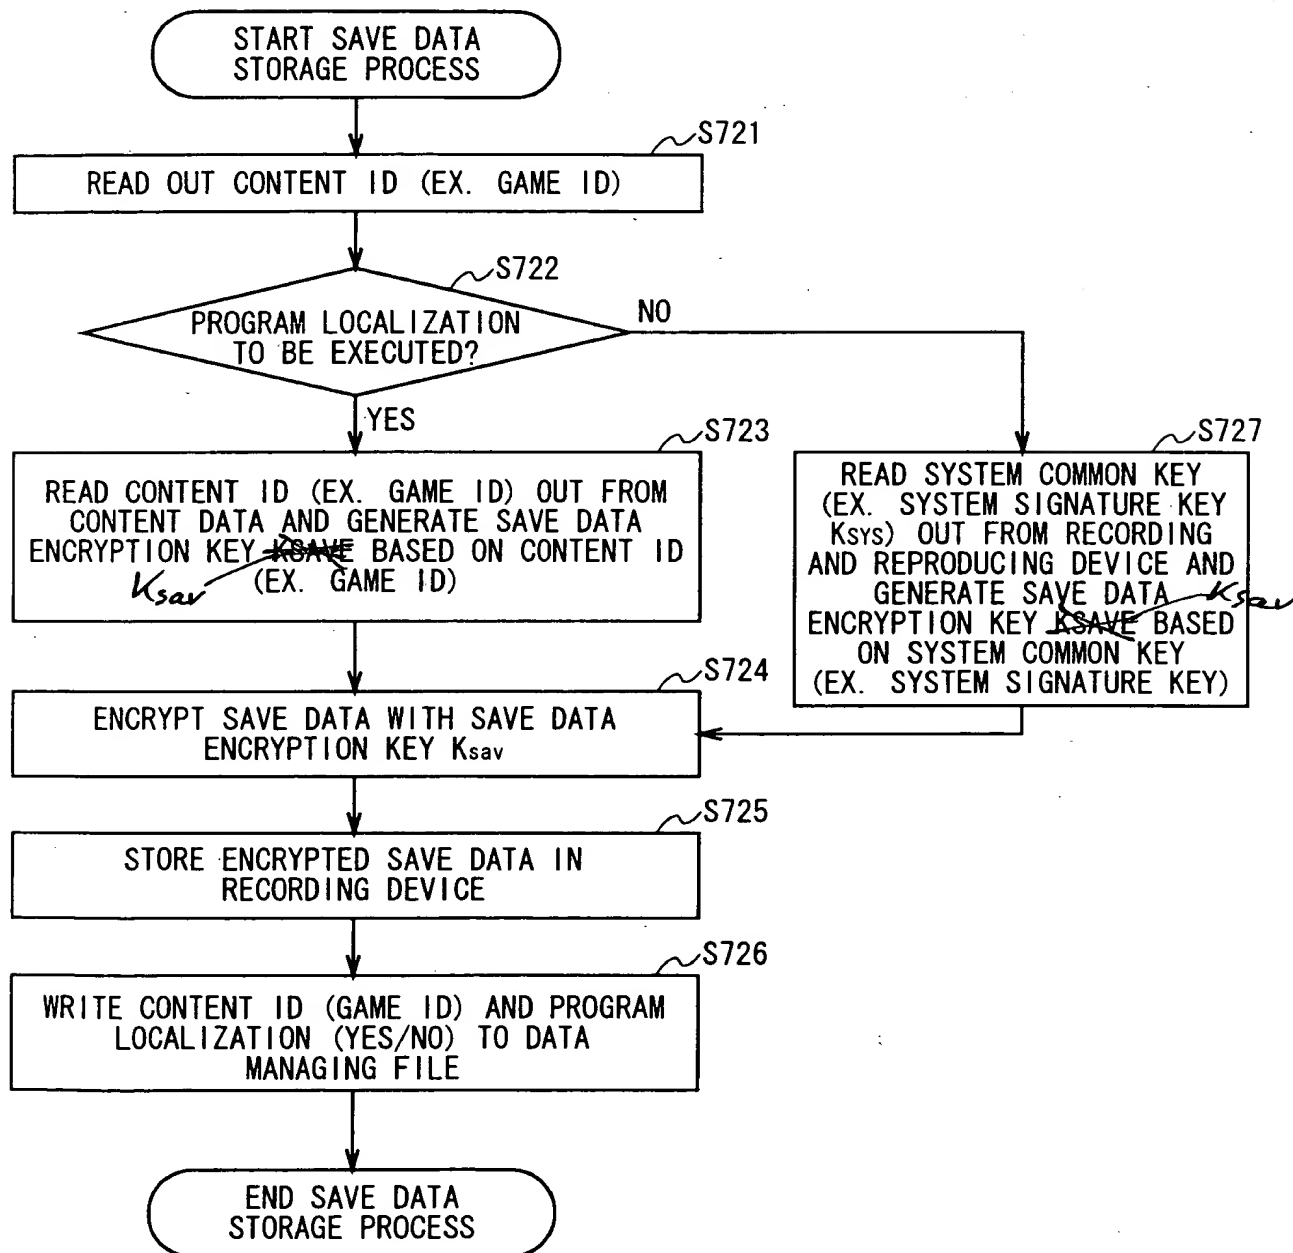 START SAVE DATA
STORAGE PROCESS
S721
READ OUT CONTENT ID (EX. GAME ID)
S722
PROGRAM LOCALIZATION
TO BE EXECUTED?
NO
YES
S723
READ CONTENT ID (EX. GAME ID) OUT FROM
CONTENT DATA AND GENERATE SAVE DATA
ENCRYPTION KEY KSAVE BASED ON CONTENT ID
Ksav
(EX. GAME ID)
S727
READ SYSTEM COMMON KEY
(EX. SYSTEM SIGNATURE KEY
Ksys) OUT FROM RECORDING
AND REPRODUCING DEVICE AND
GENERATE SAVE DATA
Ksav
ENCRYPTION KEY KSAVE BASED
ON SYSTEM COMMON KEY
(EX. SYSTEM SIGNATURE KEY)
S724
ENCRYPT SAVE DATA WITH SAVE DATA
ENCRYPTION KEY Ksav
S725
STORE ENCRYPTED SAVE DATA IN
RECORDING DEVICE
S726
WRITE CONTENT ID (GAME ID) AND PROGRAM
LOCALIZATION (YES/NO) TO DATA
MANAGING FILE
END SAVE DATA
STORAGE PROCESS